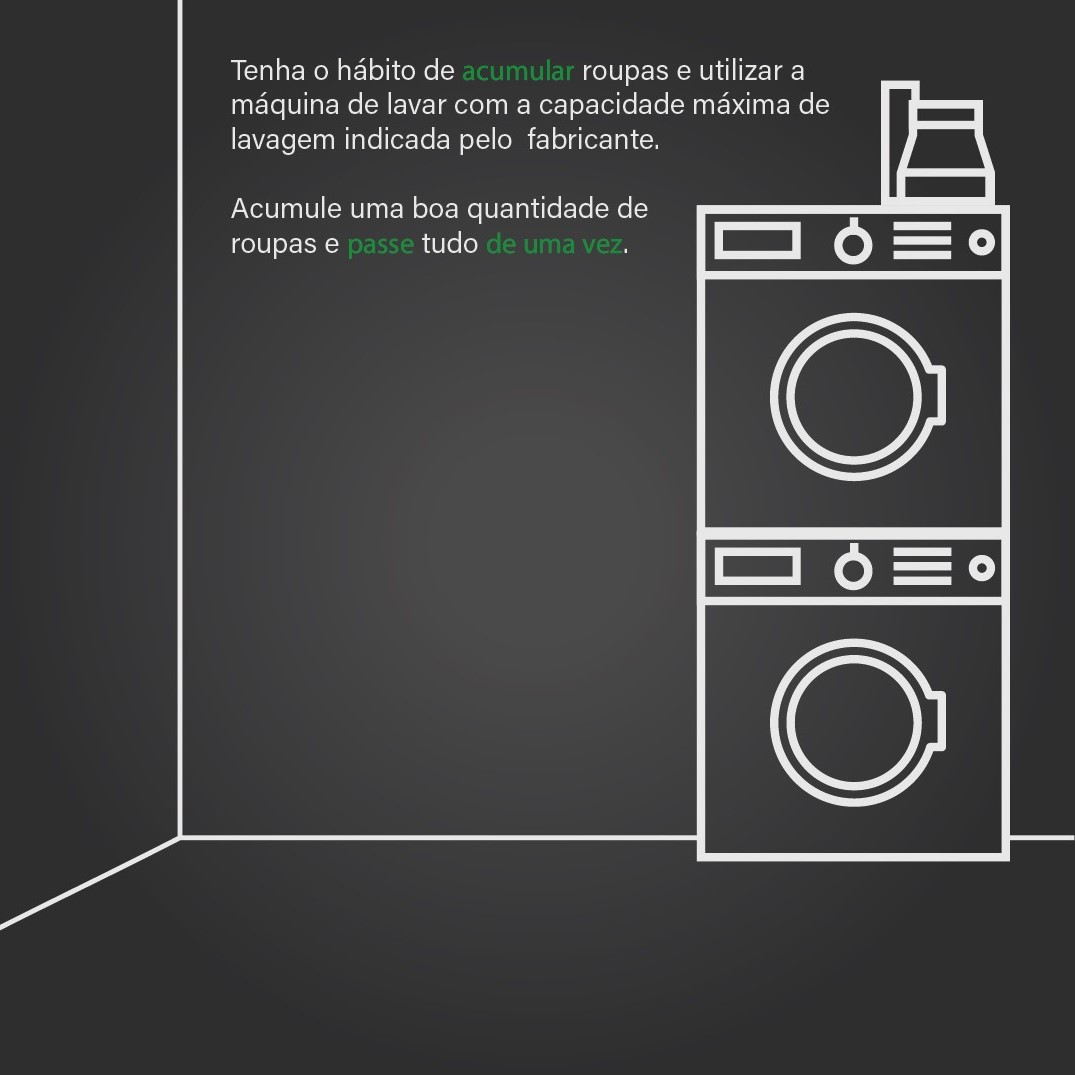 Tenha o hábito de acumular roupas e utilizar a
máquina de lavar com a capacidade máxima de
lavagem indicada pelo  fabricante.
Acumule uma boa quantidade de
roupas e passe tudo de uma vez.